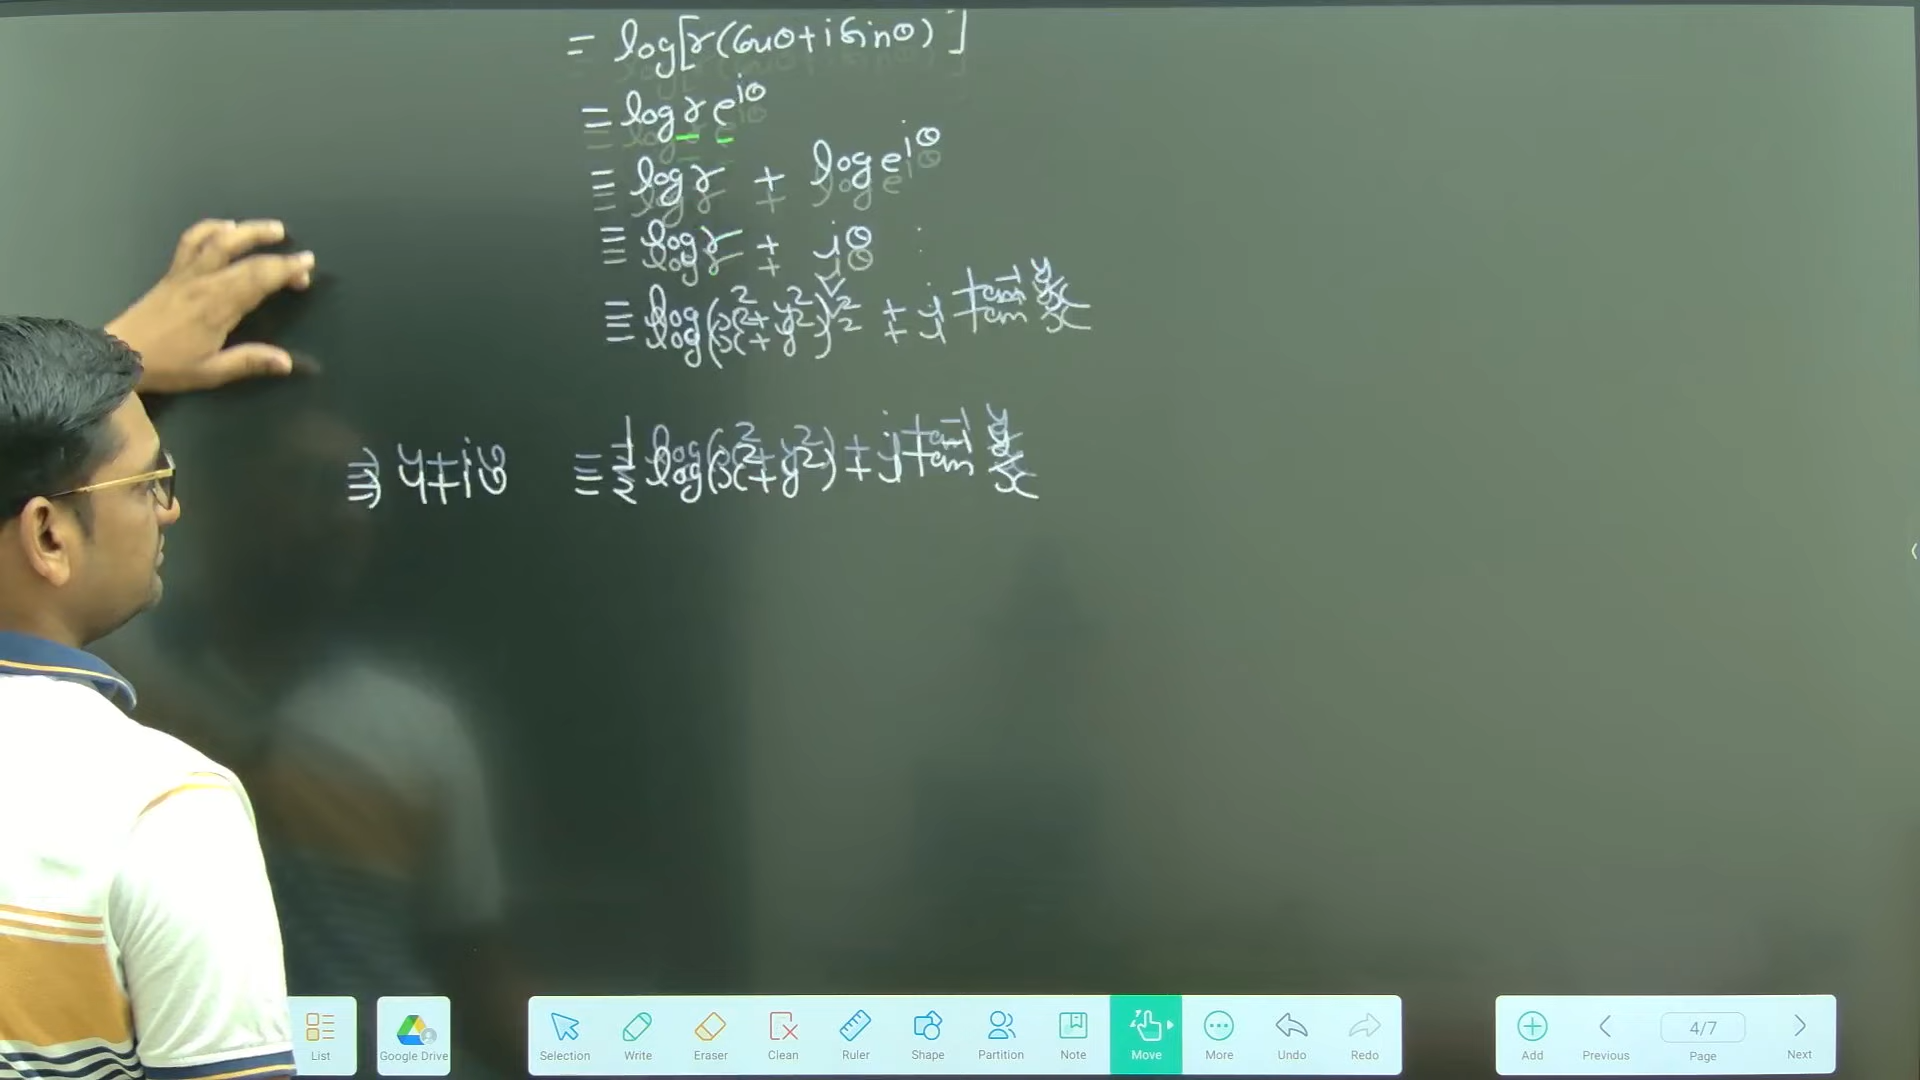 = log[r(cosθ+i sinθ)]
= log r e^{iθ}
= log r + log e^{iθ}
= log r + iθ
= log(x²+y²)^{1/2} + i tan⁻¹ y/x
⇒ u+iv = 1/2 log(x²+y²) + i tan⁻¹ y/x
List
Google Drive
Selection Write Eraser Clean Ruler Shape Partition Note Move More Undo Redo
Add Previous 4/7 Page Next